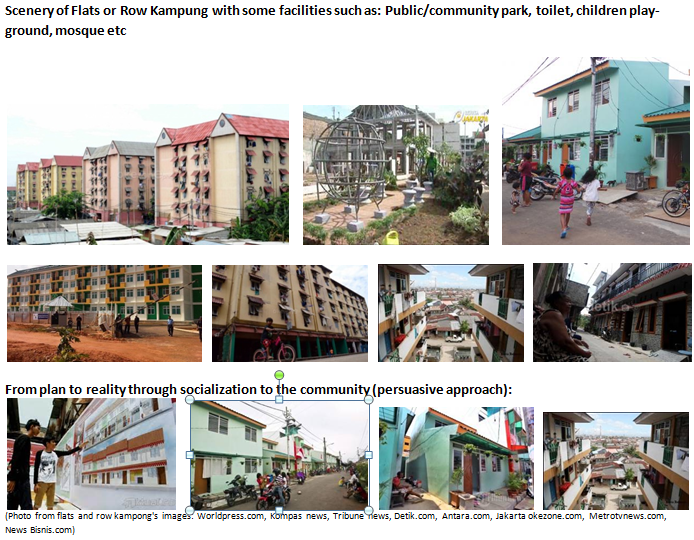 Scenery of Flats or Row Kampung with some facilities such as: Public/community park, toilet, children play-
ground, mosque etc
detik
From plan to reality through socialization to the community (persuasive approach):
(Photo from flats and row kampong's images: Worldpress.com, Kompas news, Tribune news, Detik.com, Antara.com, Jakarta okezone.com, Metrotvnews.com,
News Bisnis.com)